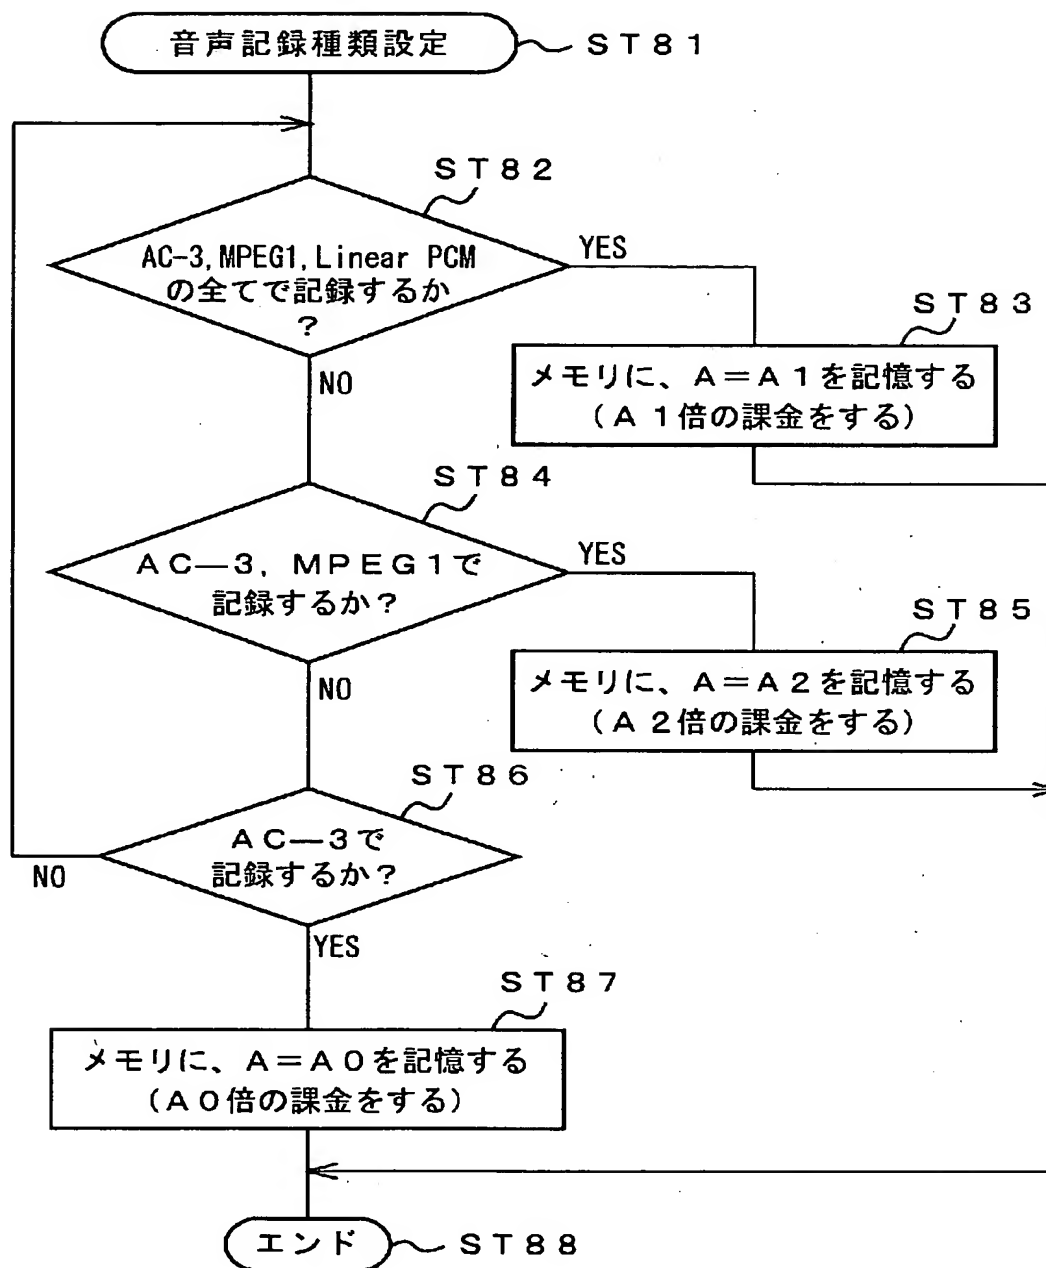 音声記録種類設定
ST81
ST82
AC-3,MPEG1,Linear PCM
の全てで記録するか
?
YES
NO
ST83
メモリに、A=A1を記憶する
(A1倍の課金をする)
ST84
AC—3, MPEG1で
記録するか?
YES
NO
ST85
メモリに、A=A2を記憶する
(A2倍の課金をする)
ST86
AC—3で
記録するか?
NO
YES
ST87
メモリに、A=A0を記憶する
(A0倍の課金をする)
エンド
ST88